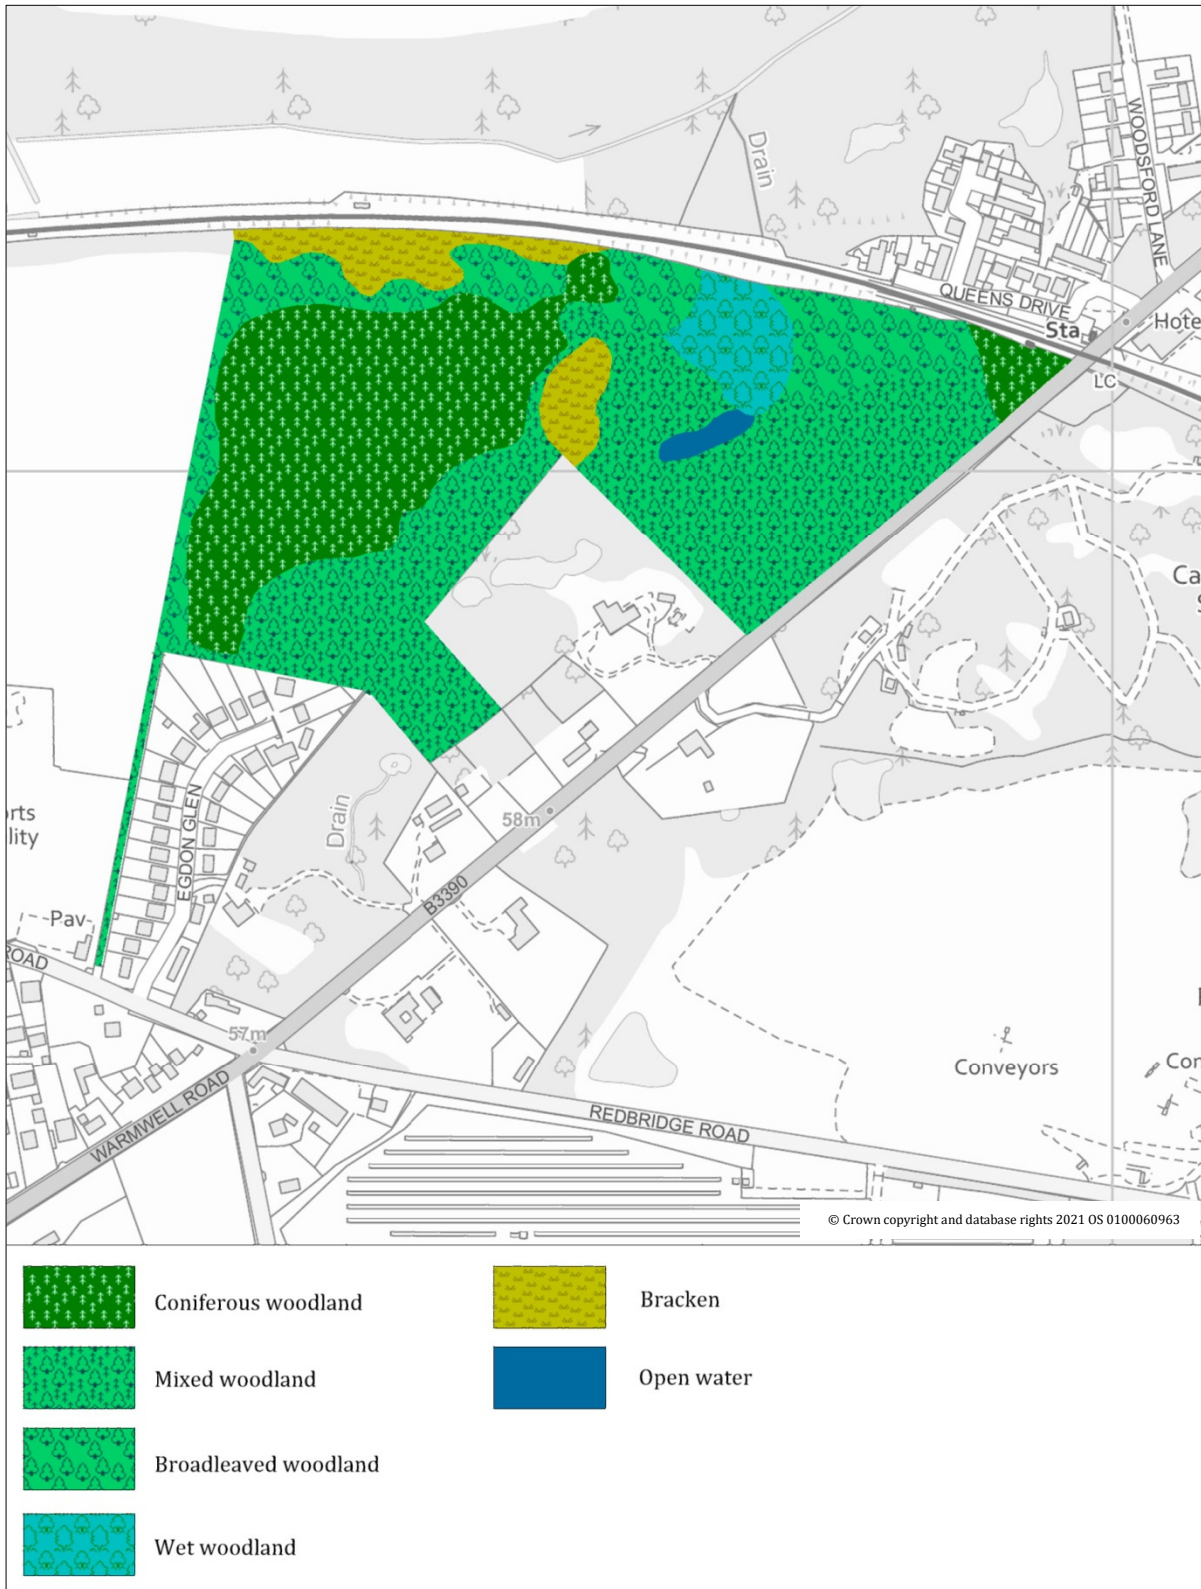 Drain
WOODSFORD LANE
QUEENS DRIVE
Sta
Hote
LC
Ca
S
orts
lity
EGDON GLEN
Drain
58m
B3390
Pav
ROAD
57m
WARMWELL ROAD
Conveyors
Con
REDBRIDGE ROAD
© Crown copyright and database rights 2021 OS 0100060963
Coniferous woodland
Bracken
Mixed woodland
Open water
Broadleaved woodland
Wet woodland